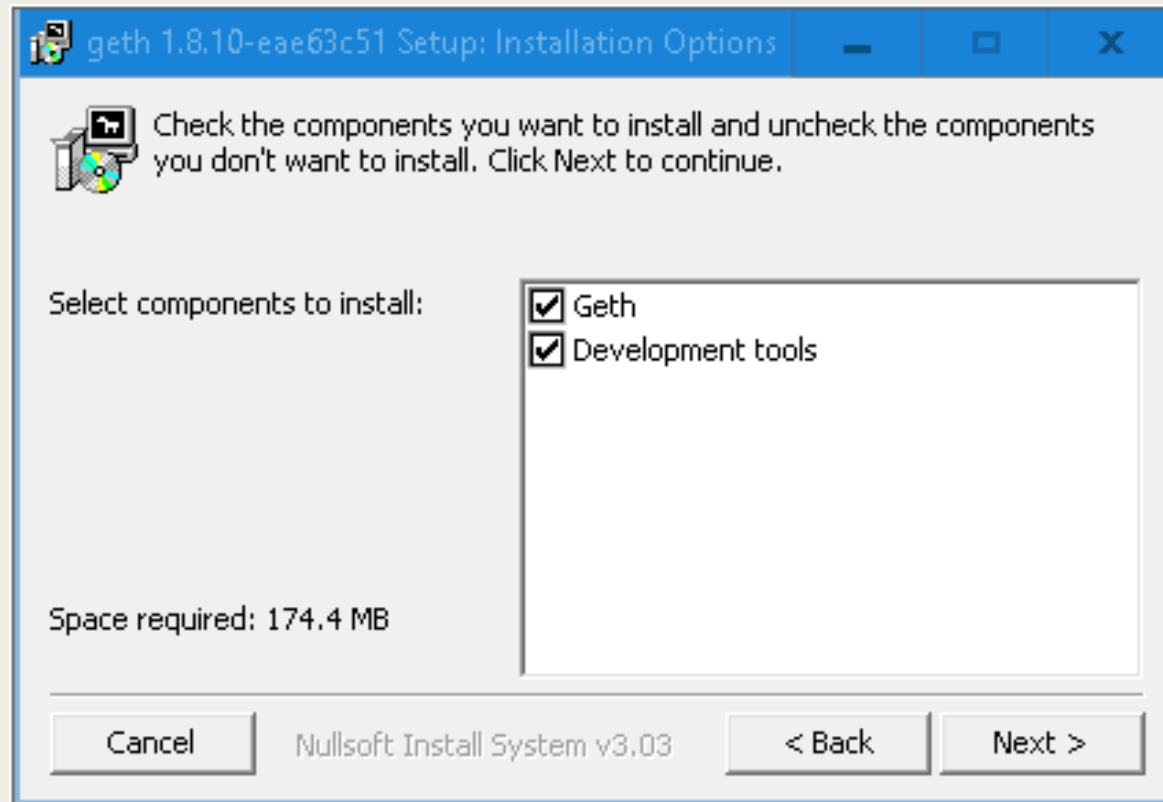 geth 1.8.10-eae63c51 Setup: Installation Options
Check the components you want to install and uncheck the components
you don't want to install. Click Next to continue.
Select components to install:
Geth
Development tools
Space required: 174.4 MB
Cancel
Nullsoft Install System v3.03
< Back
Next >